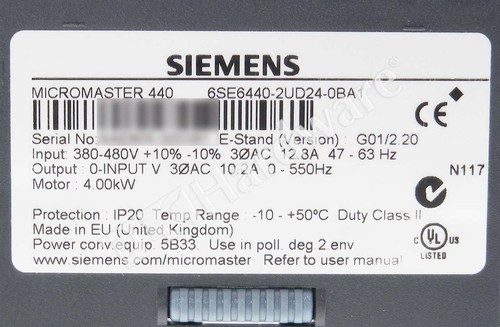 SIEMENS
MICROMASTER 440 6SE6440-2UD24-0BA1
Serial No: E-Stand (Version): G01/2.20
Input: 380-480V +10% -10% 3ØAC 12.3A 47 - 63 Hz
Output: 0-INPUT V 3ØAC 10.2A 0 - 550Hz
N117
Motor : 4.00kW
Protection : IP20 Temp.Range -10 - +50ºC Duty Class II
Made in EU (United Kingdom)
Power conv.equip. 5B33. Use in poll. deg.2 env
C UL US
LISTED
www.siemens.com/micromaster Refer to user manual